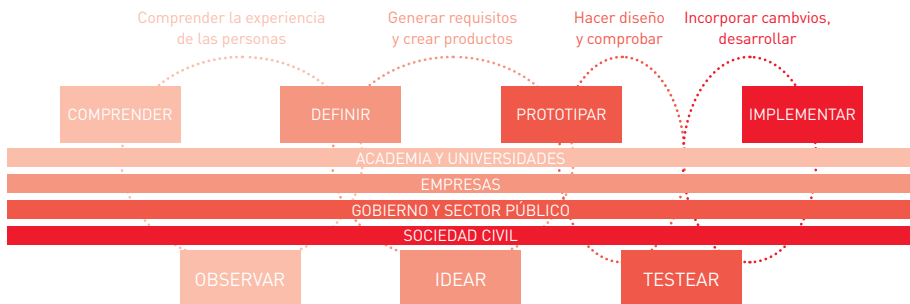 Comprender la experiencia
de las personas
Generar requisitos
y crear productos
Hacer diseño
y comprobar
Incorporar cambvios,
desarrollar
COMPRENDER
DEFINIR
PROTOTIPAR
IMPLEMENTAR
ACADEMIA Y UNIVERSIDADES
EMPRESAS
GOBIERNO Y SECTOR PÚBLICO
SOCIEDAD CIVIL
OBSERVAR
IDEAR
TESTEAR